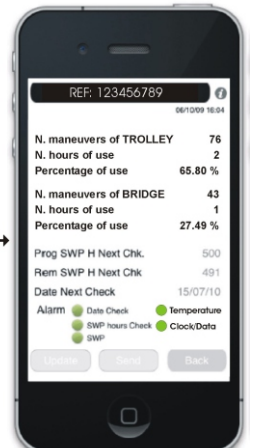 REF: 123456789
06/10/09 16:04
N. maneuvers of TROLLEY 76
N. hours of use 2
Percentage of use 65.80 %
N. maneuvers of BRIDGE 43
N. hours of use 1
Percentage of use 27.49 %
Prog SWP H Next Chk. 500
Rem SWP H Next Chk 491
Date Next Check 15/07/10
Alarm Date Check Temperature
SWP hours Check Clock/Data
SWP
Update Send Back